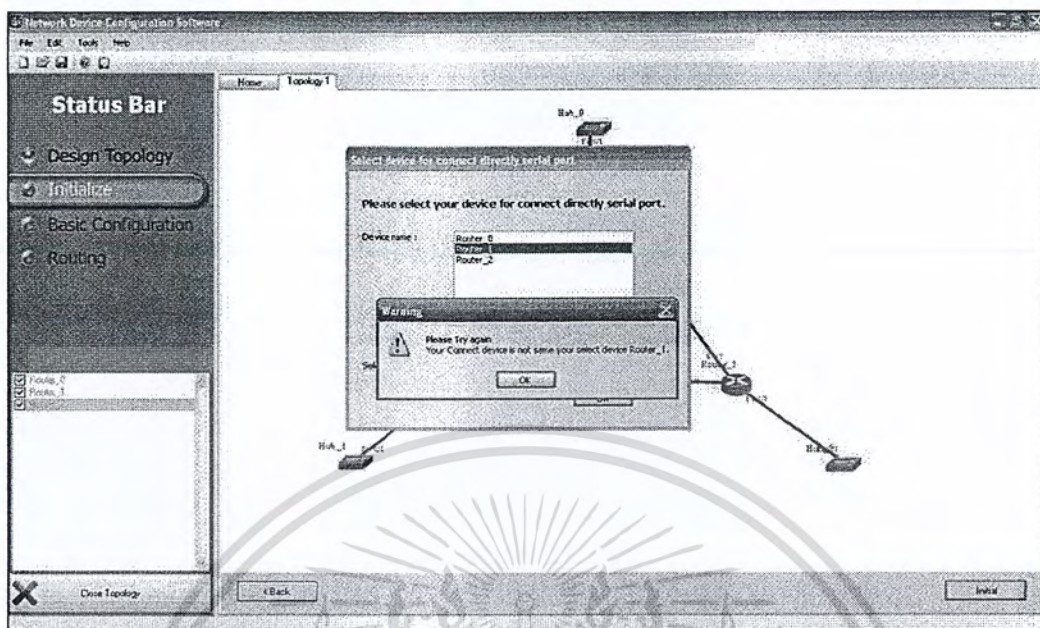 Network Device Configuration Software
File Edit Tools Help
Status Bar
Design Topology
Initialize
Basic Configuration
Routing
Home Topology 1
Hub_0
Select device for connect directly serial port
Please select your device for connect directly serial port.
Device name :
Router_0
Router_1
Router_2
Warning
Please Try again
Your Connect device is not same your select device Router_1.
OK
Router_2
Hub_1
Router_0
Router_1
Close Topology
< Back
Initial